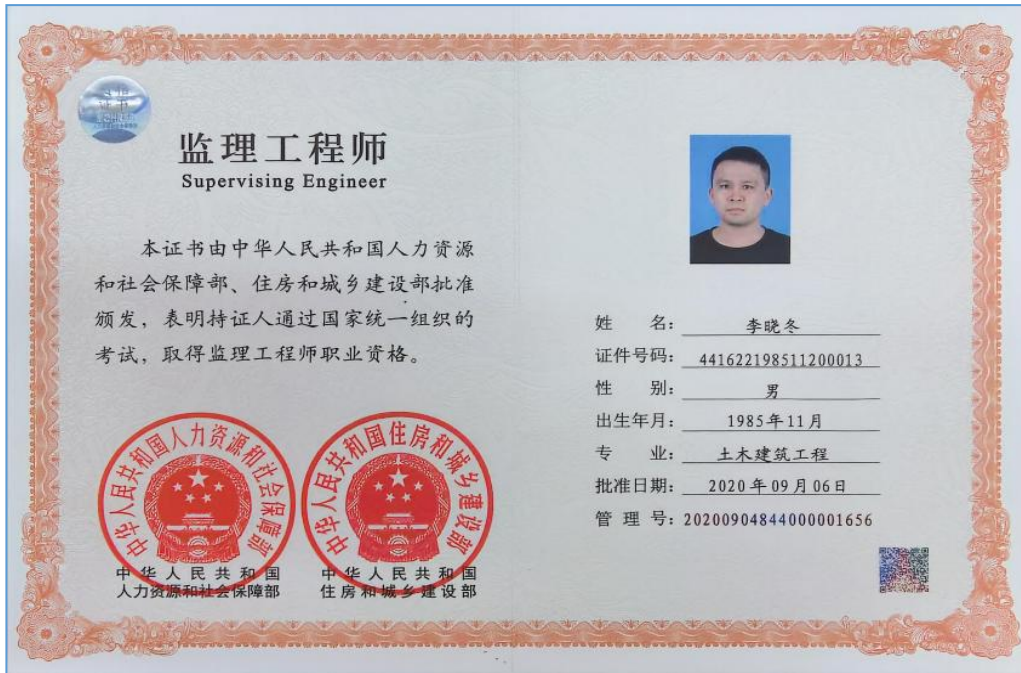 监理工程师
Supervising Engineer
本证书由中华人民共和国人力资源
和社会保障部、住房和城乡建设部批准
颁发，表明持证人通过国家统一组织的
考试，取得监理工程师职业资格。
中华人民共和国人力资源和社会保障部
中华人民共和国住房和城乡建设部
中华人民共和国
人力资源和社会保障部
中华人民共和国
住房和城乡建设部
姓 名：李晓冬
证件号码：441622198511200013
性 别：男
出生年月：1985年11月
专 业：土木建筑工程
批准日期：2020年09月06日
管 理 号：20200904844000001656